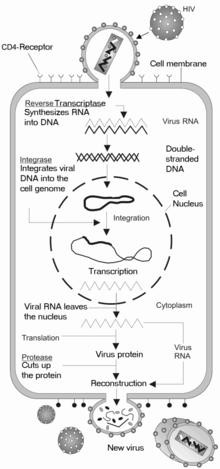 HIV
CD4-Receptor
Cell membrane
Reverse Transcriptase
Synthesizes RNA
into DNA
Virus RNA
Integrase
Integrates viral
DNA into the
cell genome
Double-
stranded
DNA
Cell
Nucleus
Integration
Transcription
Viral RNA leaves
the nucleus
Cytoplasm
Translation
Virus protein
Virus
RNA
Protease
Cuts up
the protein
Reconstruction
New virus